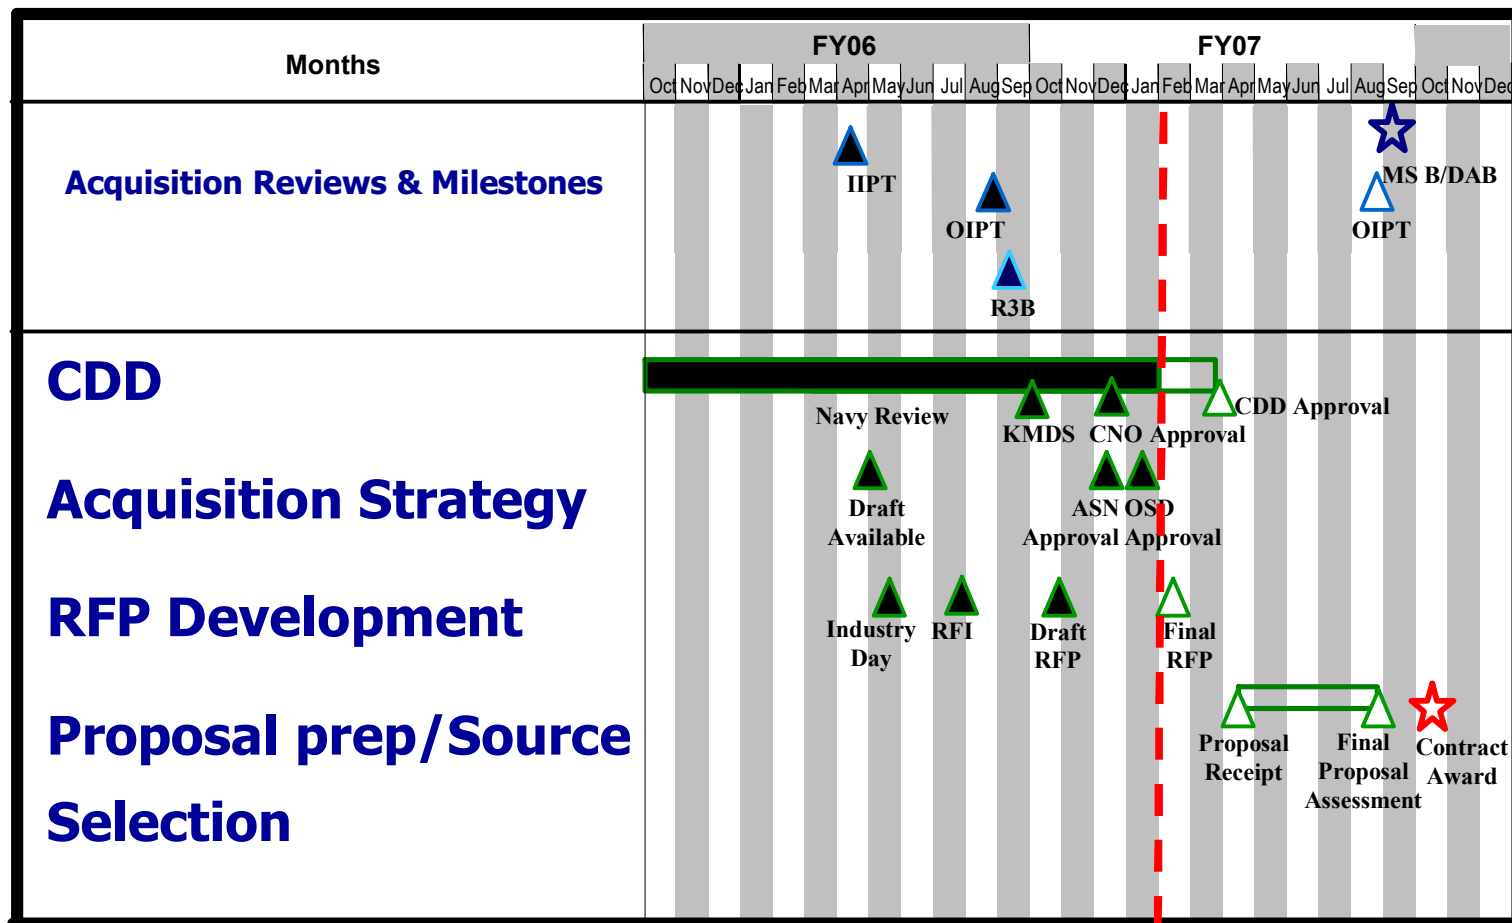 FY06 FY07
Months
Oct Nov Dec Jan Feb Mar Apr May Jun Jul Aug Sep Oct Nov Dec Jan Feb Mar Apr May Jun Jul Aug Sep Oct Nov Dec
Acquisition Reviews & Milestones
IIPT
MS B/DAB
OIPT
OIPT
R3B
CDD
Navy Review
KMDS
CNO Approval
CDD Approval
Acquisition Strategy
Draft
Available
ASN
Approval
OSD
Approval
RFP Development
Industry
Day
RFI
Draft
RFP
Final
RFP
Proposal prep/Source
Selection
Proposal
Receipt
Final
Proposal
Assessment
Contract
Award